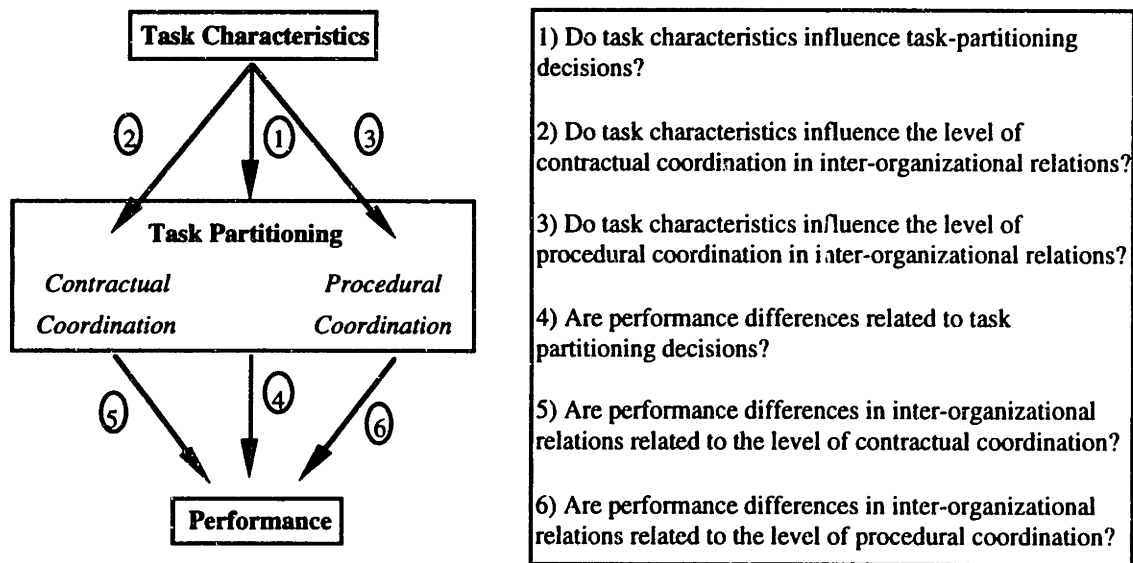 Task Characteristics
2
1
3
Task Partitioning
Contractual
Procedural
Coordination
Coordination
5
4
6
Performance
1) Do task characteristics influence task-partitioning
decisions?
2) Do task characteristics influence the level of
contractual coordination in inter-organizational relations?
3) Do task characteristics influence the level of
procedural coordination in inter-organizational relations?
4) Are performance differences related to task
partitioning decisions?
5) Are performance differences in inter-organizational
relations related to the level of contractual coordination?
6) Are performance differences in inter-organizational
relations related to the level of procedural coordination?